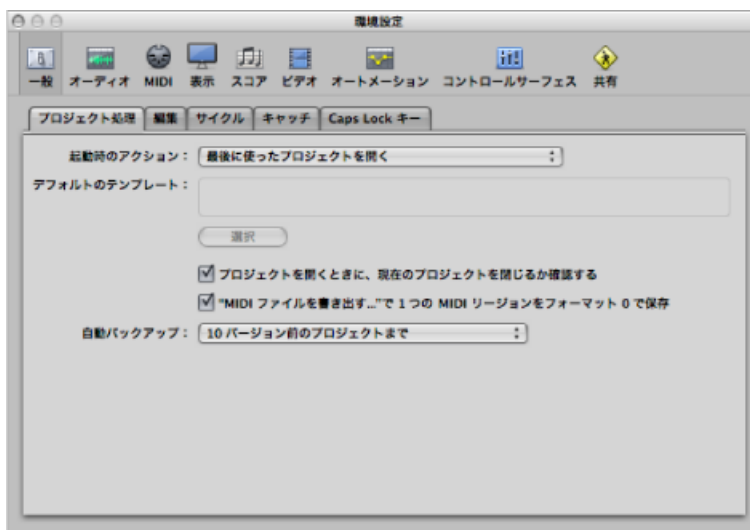 環境設定
一般 オーディオ MIDI 表示 スコア ビデオ オートメーション コントロールサーフェス 共有
プロジェクト処理 編集 サイクル キャッチ Caps Lock キー
起動時のアクション： 最後に使ったプロジェクトを開く
デフォルトのテンプレート：
選択
プロジェクトを開くときに、現在のプロジェクトを閉じるか確認する
"MIDI ファイルを書き出す..."で 1 つの MIDI リージョンをフォーマット 0 で保存
自動バックアップ： 10 バージョン前のプロジェクトまで